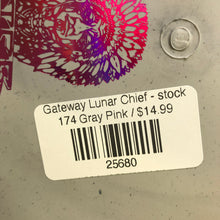 Gateway Lunar Chief - stock
174 Gray Pink / $14.99
25680